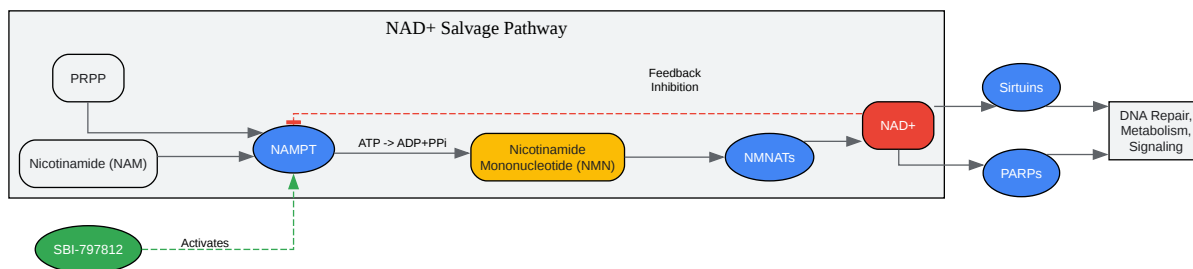 NAD+ Salvage Pathway
PRPP
Feedback
Inhibition
Sirtuins
NAD+
DNA Repair,
Metabolism,
Signaling
Nicotinamide (NAM)
NAMPT
ATP -> ADP+PPi
Nicotinamide
Mononucleotide (NMN)
NMNATs
PARPs
SBI-797812
Activates